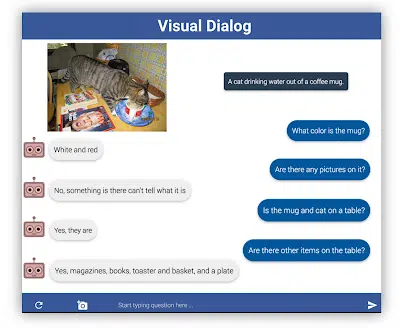 Visual Dialog
A cat drinking water out of a coffee mug.
What color is the mug?
White and red
Are there any pictures on it?
No, something is there can't tell what it is
Is the mug and cat on a table?
Yes, they are
Are there other items on the table?
Yes, magazines, books, toaster and basket, and a plate
Start typing question here ...